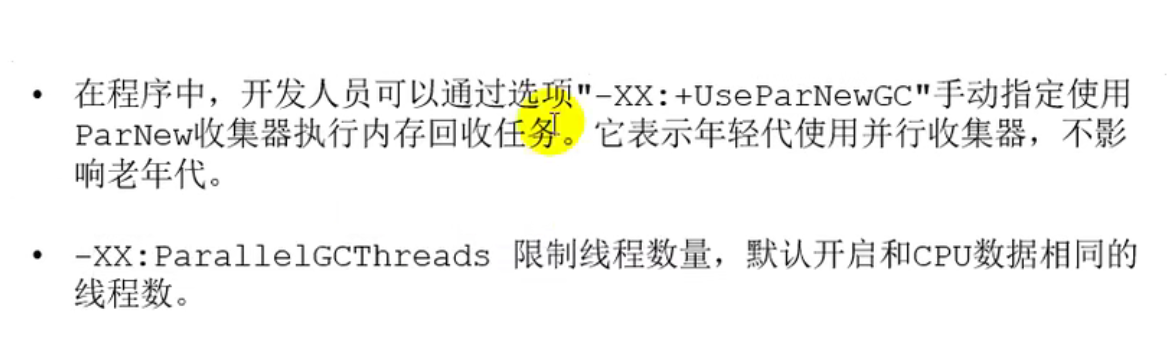 • 在程序中，开发人员可以通过选项"-XX:+UseParNewGC"手动指定使用
ParNew收集器执行内存回收任务。它表示年轻代使用并行收集器，不影
响老年代。
• -XX:ParallelGCThreads 限制线程数量，默认开启和CPU数据相同的
线程数。